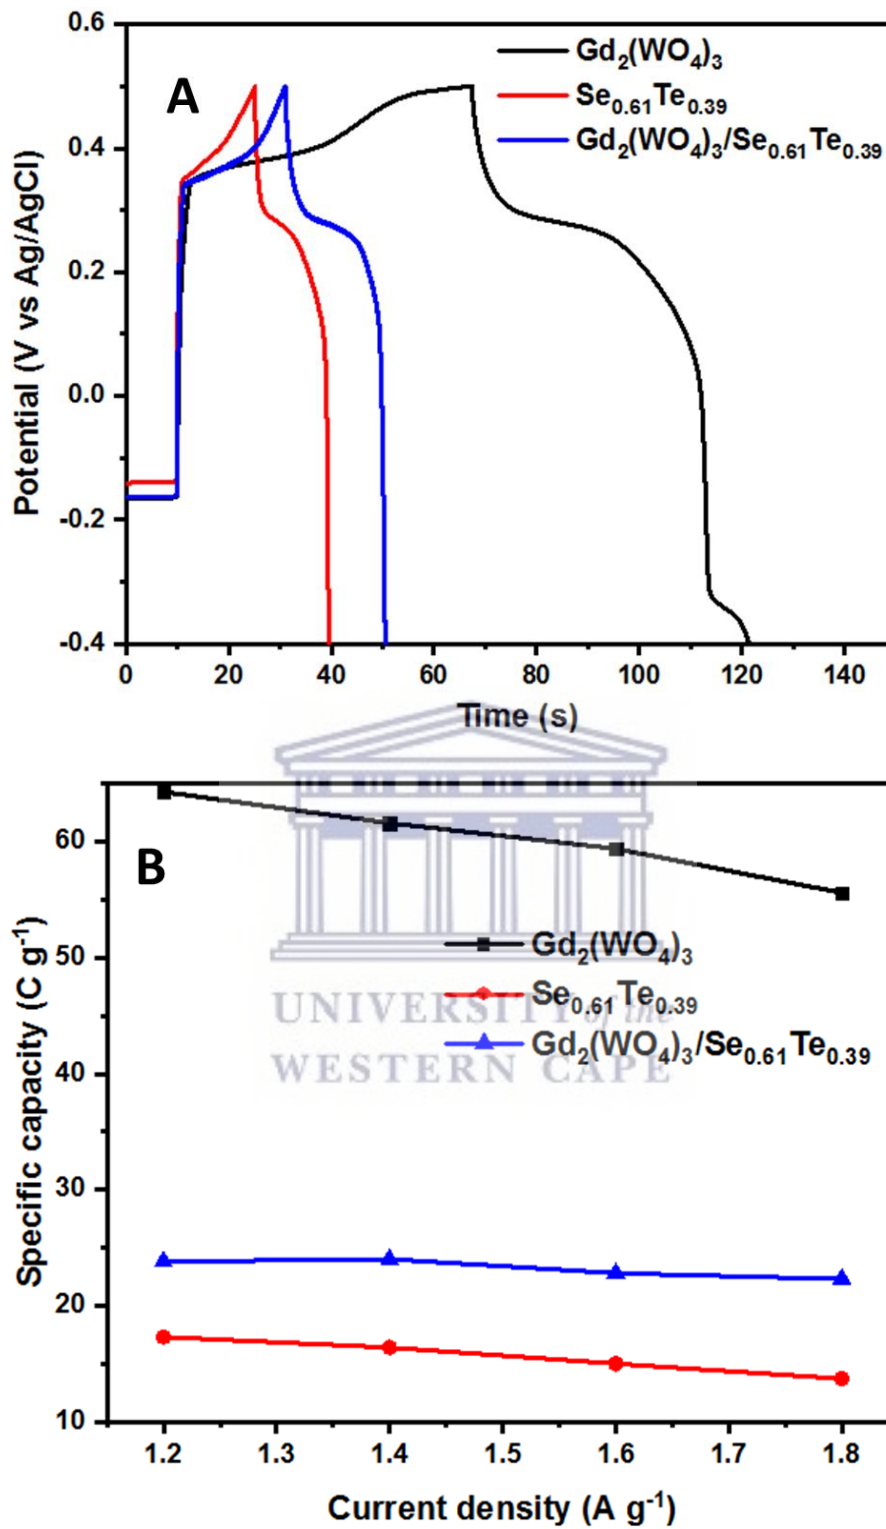 A
Gd₂(WO₄)₃
Se₀.₆₁Te₀.₃₉
Gd₂(WO₄)₃/Se₀.₆₁Te₀.₃₉
0.6
0.4
0.2
0.0
-0.2
-0.4
Potential (V vs Ag/AgCl)
0 20 40 60 80 100 120 140
Time (s)
B
Gd₂(WO₄)₃
Se₀.₆₁Te₀.₃₉
Gd₂(WO₄)₃/Se₀.₆₁Te₀.₃₉
UNIVERSITY of the
WESTERN CAPE
60
50
40
30
20
10
Specific capacity (C g⁻¹)
1.2 1.3 1.4 1.5 1.6 1.7 1.8
Current density (A g⁻¹)